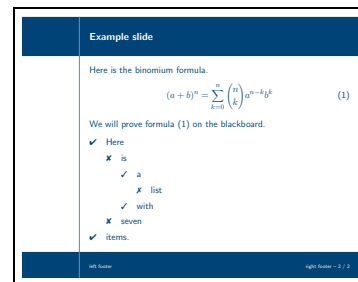 Example slide
Here is the binomium formula.
(a + b)^n = ∑_{k=0}^{n} \binom{n}{k} a^{n−k} b^k (1)
We will prove formula (1) on the blackboard.
✔ Here
✘ is
✓ a
✗ list
✓ with
✘ seven
✔ items.
left footer right footer – 2 / 2